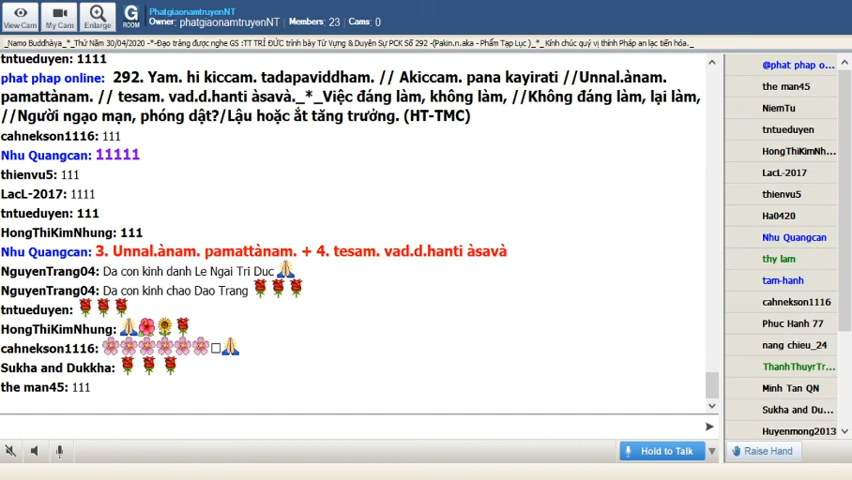 PhatgiaonamtruyenNT
Owner: phatgiaonamtruyenNT Members: 23 Cams: 0
View Cam
My Cam
Enlarge
G
ROOM
_Namo Buddhàya_*_Thứ Năm 30/04/2020 -*-Đạo tràng được nghe GS :TT TRÍ ĐỨC trình bày Từ Vựng & Duyên Sự PCK Số 292 -(Pakin.n.aka - Phẩm Tạp Lục )_*_ Kính chúc quý vị thính Pháp an lạc tiến hóa._
tntueduyen: 1111
phat phap online: 292. Yam. hi kiccam. tadapaviddham. // Akiccam. pana kayirati //Unnal.ànam.
pamattànam. // tesam. vad.d.hanti àsavà._*_Việc đáng làm, không làm, //Không đáng làm, lại làm,
//Người ngạo mạn, phóng dật?/Lậu hoặc ắt tăng trưởng. (HT-TMC)
cahnekson1116: 111
Nhu Quangcan: 11111
thienvu5: 111
LacL-2017: 1111
tntueduyen: 111
HongThiKimNhung: 111
Nhu Quangcan: 3. Unnal.ànam. pamattànam. + 4. tesam. vad.d.hanti àsavà
NguyenTrang04: Da con kinh danh Le Ngai Tri Duc
NguyenTrang04: Da con kinh chao Dao Trang
tntueduyen:
HongThiKimNhung:
cahnekson1116:
Sukha and Dukkha:
the man45: 111
Hold to Talk
@phat phap o...
the man45
NiemTu
tntueduyen
HongThiKimNh...
LacL-2017
thienvu5
Ha0420
Nhu Quangcan
thy lam
tam-hanh
cahnekson1116
Phuc Hanh 77
nang chieu_24
ThanhThuyrTr...
Minh Tan QN
Sukha and Du...
Huyenmong2013
Raise Hand